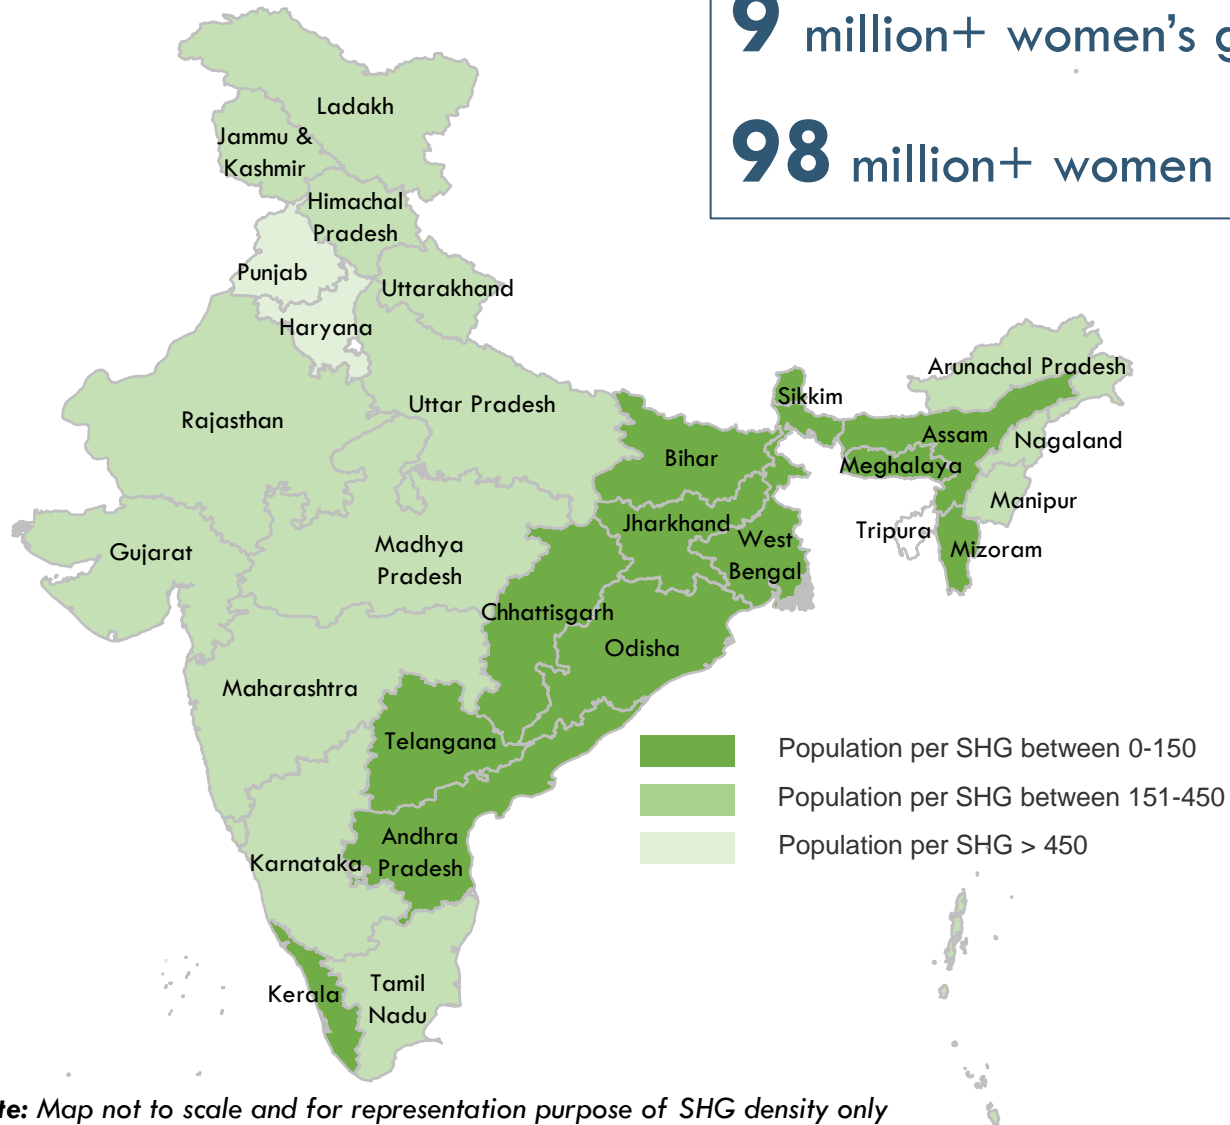 9 million+ women's
98 million+ women
Ladakh
Jammu &
Kashmir
Himachal
Pradesh
Punjab
Uttarakhand
Haryana
Arunachal Pradesh
Sikkim
Uttar Pradesh
Rajasthan
Assam
Nagaland
Bihar
Meghalaya
Manipur
Jharkhand
Tripura
West
Bengal
Mizoram
Gujarat
Madhya
Pradesh
Chhattisgarh
Odisha
Maharashtra
Telangana
Population per SHG between 0-150
Population per SHG between 151-450
Population per SHG > 450
Andhra
Pradesh
Karnataka
Kerala
Tamil
Nadu
te: Map not to scale and for representation purpose of SHG density only